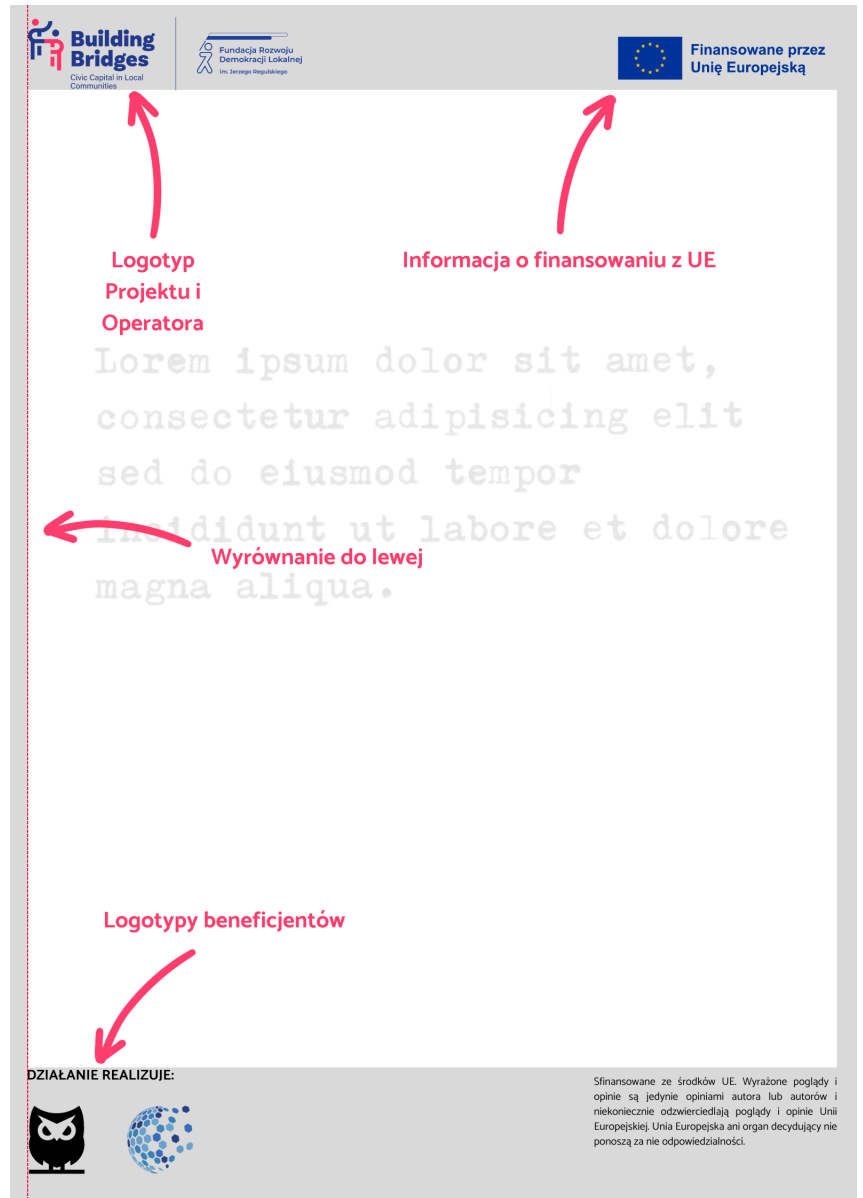 Building
Bridges
Civic Capital in Local
Communities
Fundacja Rozwoju
Demokracji Lokalnej
im. Jerzego Regulskiego
Finansowane przez
Unię Europejską
Logotyp
Projektu i
Operatora
Informacja o finansowaniu z UE
Lorem ipsum dolor sit amet,
consectetur adipisicing elit
sed do eiusmod tempor
incididunt ut labore et dolore
magna aliqua.
Wyrównanie do lewej
Logotypy beneficjentów
DZIAŁANIE REALIZUJE:
Sfinansowane ze środków UE. Wyrażone poglądy i
opinie są jedynie opiniami autora lub autorów i
niekoniecznie odzwierciedlają poglądy i opinie Unii
Europejskiej. Unia Europejska ani organ decydujący nie
ponoszą za nie odpowiedzialności.